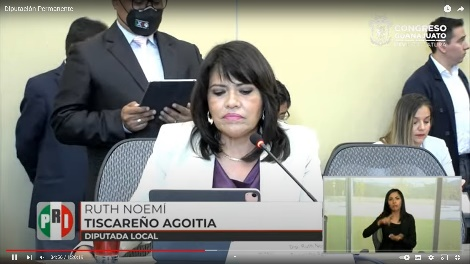 Diputación Permanente
CONGRESO
GUANAJUATO
PRI
RUTH NOEMÍ
TISCAREÑO AGOITIA
DIPUTADA LOCAL